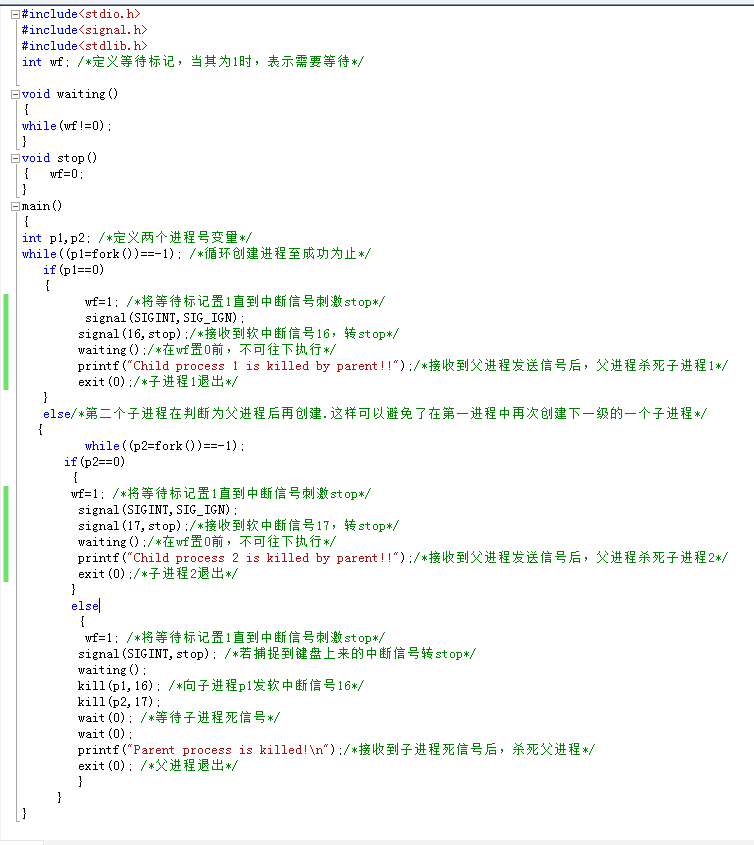 #include<stdio.h>
#include<signal.h>
#include<stdlib.h>
int wf; /*定义等待标记，当其为1时，表示需要等待*/
void waiting()
{
while(wf!=0);
}
void stop()
{   wf=0;
}
main()
{
int p1,p2; /*定义两个进程号变量*/
while((p1=fork())==-1); /*循环创建进程至成功为止*/
if(p1==0)
{
wf=1; /*将等待标记置1直到中断信号刺激stop*/
signal(SIGINT,SIG_IGN);
signal(16,stop);/*接收到软中断信号16，转stop*/
waiting();/*在wf置0前，不可往下执行*/
printf("Child process 1 is killed by parent!!");/*接收到父进程发送信号后，父进程杀死子进程1*/
exit(0);/*子进程1退出*/
}
else/*第二个子进程在判断为父进程后再创建.这样可以避免了在第一进程中再次创建下一级的一个子进程*/
{
while((p2=fork())==-1);
if(p2==0)
{
wf=1; /*将等待标记置1直到中断信号刺激stop*/
signal(SIGINT,SIG_IGN);
signal(17,stop);/*接收到软中断信号17，转stop*/
waiting();/*在wf置0前，不可往下执行*/
printf("Child process 2 is killed by parent!!");/*接收到父进程发送信号后，父进程杀死子进程2*/
exit(0);/*子进程2退出*/
}
else
{
wf=1; /*将等待标记置1直到中断信号刺激stop*/
signal(SIGINT,stop); /*若捕捉到键盘上来的中断信号转stop*/
waiting();
kill(p1,16); /*向子进程p1发软中断信号16*/
kill(p2,17);
wait(0); /*等待子进程死信号*/
wait(0);
printf("Parent process is killed!\n");/*接收到子进程死信号后，杀死父进程*/
exit(0); /*父进程退出*/
}
}
}